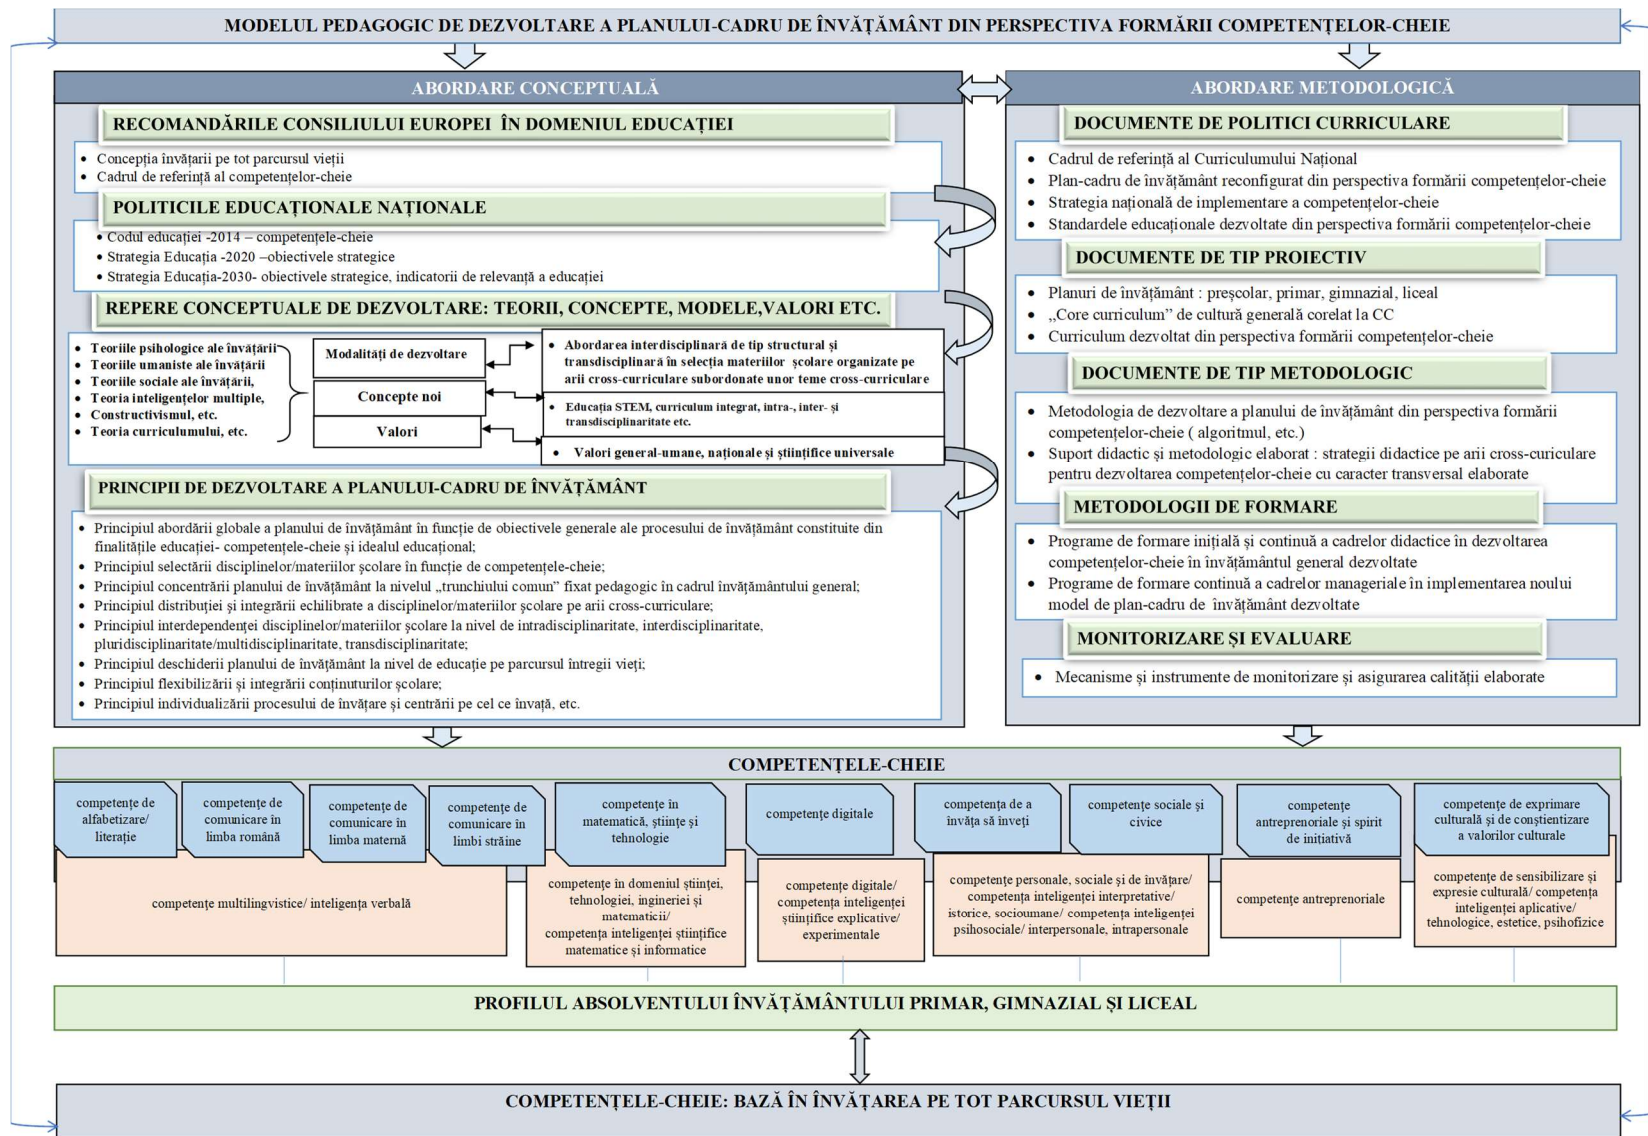 MODELUL PEDAGOGIC DE DEZVOLTARE A PLANULUI-CADRU DE ÎNVĂȚĂMÂNT DIN PERSPECTIVA FORMĂRII COMPETENȚELOR-CHEIE
ABORDARE CONCEPTUALĂ
RECOMANDĂRILE CONSILIULUI EUROPEI ÎN DOMENIUL EDUCAȚIEI
• Concepția învățarii pe tot parcursul vieții
• Cadrul de referință al competențelor-cheie
POLITICILE EDUCAȚIONALE NAȚIONALE
• Codul educației -2014 – competențele-cheie
• Strategia Educația -2020 –obiectivele strategice
• Strategia Educația-2030- obiectivele strategice, indicatorii de relevanță a educației
REPERE CONCEPTUALE DE DEZVOLTARE: TEORII, CONCEPTE, MODELE,VALORI ETC.
• Teoriile psihologice ale învățării
• Teoriile umaniste ale învățării
• Teoriile sociale ale învățării,
• Teoria inteligențelor multiple,
• Constructivismul, etc.
• Teoria curriculumului, etc.
Modalități de dezvoltare
Concepte noi
Valori
• Abordarea interdisciplinară de tip structural și
transdisciplinară în selecția materiilor școlare organizate pe
arii cross-curriculare subordonate unor teme cross-curriculare
• Educația STEM, curriculum integrat, intra-, inter- și
transdisciplinaritate etc.
• Valori general-umane, naționale și științifice universale
PRINCIPII DE DEZVOLTARE A PLANULUI-CADRU DE ÎNVĂȚĂMÂNT
• Principiul abordării globale a planului de învățământ în funcție de obiectivele generale ale procesului de învățământ constituite din
finalitățile educației- competențele-cheie și idealul educațional;
• Principiul selectării disciplinelor/materiilor școlare în funcție de competențele-cheie;
• Principiul concentrării planului de învățământ la nivelul „trunchiului comun” fixat pedagogic în cadrul învățământului general;
• Principiul distribuției și integrării echilibrate a disciplinelor/materiilor școlare pe arii cross-curriculare;
• Principiul interdependenței disciplinelor/materiilor școlare la nivel de intradisciplinaritate, interdisciplinaritate,
pluridisciplinaritate/multidisciplinaritate, transdisciplinaritate;
• Principiul deschiderii planului de învățământ la nivel de educație pe parcursul întregii vieți;
• Principiul flexibilizării și integrării conținuturilor școlare;
• Principiul individualizării procesului de învățare și centrării pe cel ce învață, etc.
ABORDARE METODOLOGICĂ
DOCUMENTE DE POLITICI CURRICULARE
• Cadrul de referință al Curriculumului Național
• Plan-cadru de învățământ reconfigurat din perspectiva formării competențelor-cheie
• Strategia națională de implementare a competențelor-cheie
• Standardele educaționale dezvoltate din perspectiva formării competențelor-cheie
DOCUMENTE DE TIP PROIECTIV
• Planuri de învățământ : preșcolar, primar, gimnazial, liceal
• „Core curriculum” de cultură generală corelat la CC
• Curriculum dezvoltat din perspectiva formării competențelor-cheie
DOCUMENTE DE TIP METODOLOGIC
• Metodologia de dezvoltare a planului de învățământ din perspectiva formării
competențelor-cheie ( algoritmul, etc.)
• Suport didactic și metodologic elaborat : strategii didactice pe arii cross-curiculare
pentru dezvoltarea competențelor-cheie cu caracter transversal elaborate
METODOLOGII DE FORMARE
• Programe de formare inițială și continuă a cadrelor didactice în dezvoltarea
competențelor-cheie în învățământul general dezvoltate
• Programe de formare continuă a cadrelor manageriale în implementarea noului
model de plan-cadru de învățământ dezvoltate
MONITORIZARE ȘI EVALUARE
• Mecanisme și instrumente de monitorizare și asigurarea calității elaborate
COMPETENȚELE-CHEIE
competențe de
alfabetizare/
literație
competențe de
comunicare în
limba română
competențe de
comunicare în
limba maternă
competențe de
comunicare în
limbi străine
competențe în
matematică, științe și
tehnologie
competențe digitale
competența de a
învăța să înveți
competențe sociale și
civice
competențe
antreprenoriale și spirit
de inițiativă
competențe de exprimare
culturală și de conștientizare
a valorilor culturale
competențe multilingvistice/ inteligența verbală
competențe în domeniul științei,
tehnologiei, ingineriei și
matematicii/
competența inteligenței științifice
matematice și informatice
competențe digitale/
competența inteligenței
științifice explicative/
experimentale
competențe personale, sociale și de învățare/
competența inteligenței interpretative/
istorice, socioumane/ competența inteligenței
psihosociale/ interpersonale, intrapersonale
competențe antreprenoriale
competențe de sensibilizare și
expresie culturală/ competența
inteligenței aplicative/
tehnologice, estetice, psihofizice
PROFILUL ABSOLVENTULUI ÎNVĂȚĂMÂNTULUI PRIMAR, GIMNAZIAL ȘI LICEAL
COMPETENȚELE-CHEIE: BAZĂ ÎN ÎNVĂȚAREA PE TOT PARCURSUL VIEȚII